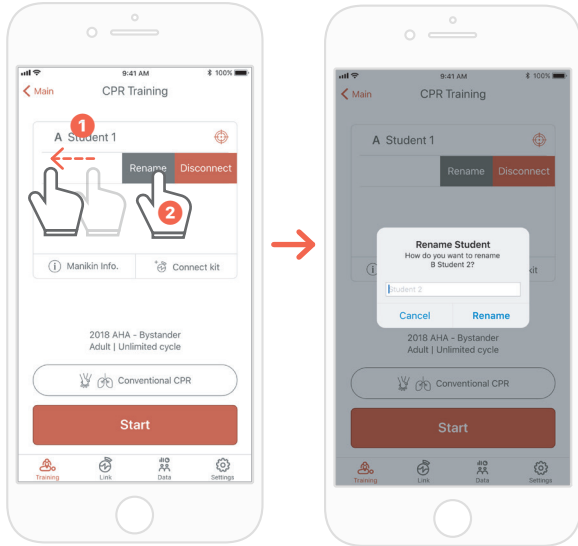 9:41 AM
100%
Main
CPR Training
A Student 1
1
Rename
Disconnect
2
Manikin Info.
Connect kit
2018 AHA - Bystander
Adult | Unlimited cycle
Conventional CPR
Start
Training
Link
Data
Settings
9:41 AM
100%
Main
CPR Training
A Student 1
Rename
Disconnect
Rename Student
How do you want to rename
B Student 2?
Student 2
Cancel
Rename
kit
2018 AHA - Bystander
Adult | Unlimited cycle
Conventional CPR
Start
Training
Link
Data
Settings